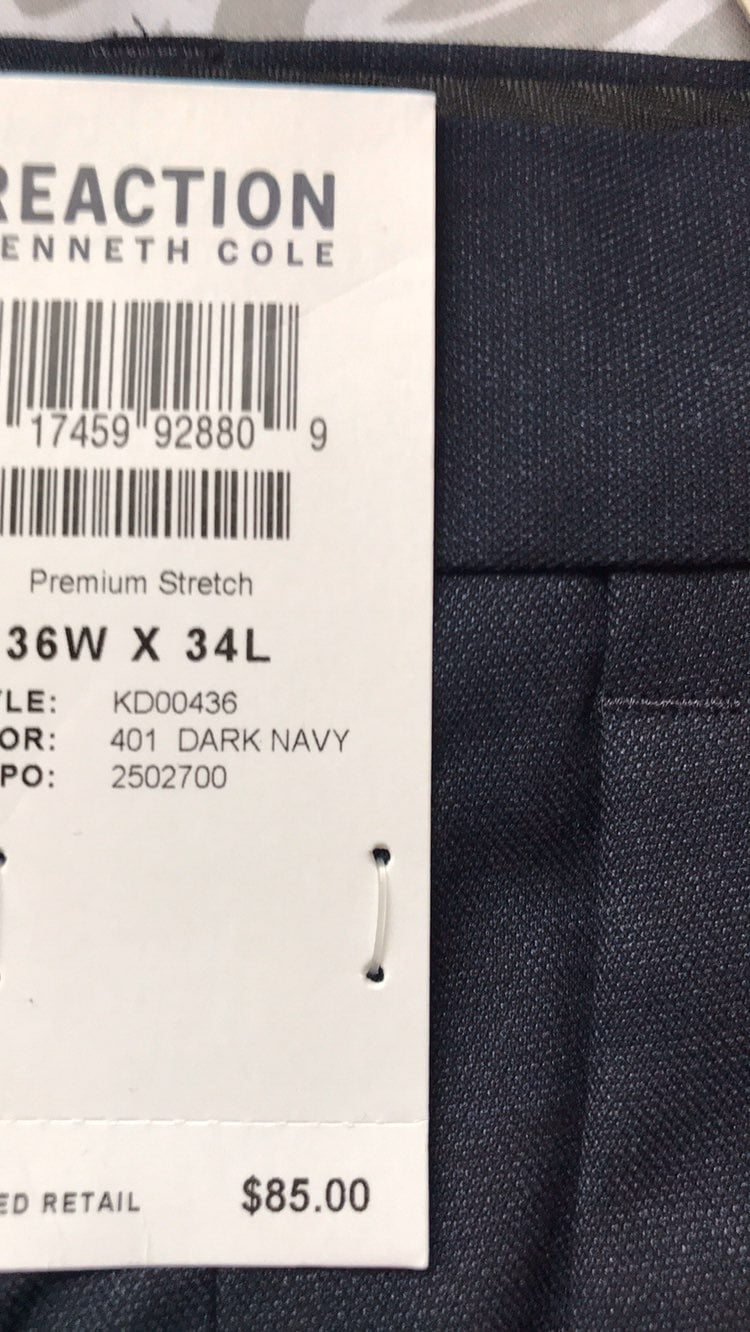 REACTION
ENNETH COLE
17459 92880 9
Premium Stretch
36W X 34L
LE: KD00436
OR: 401 DARK NAVY
PO: 2502700
ED RETAIL $85.00